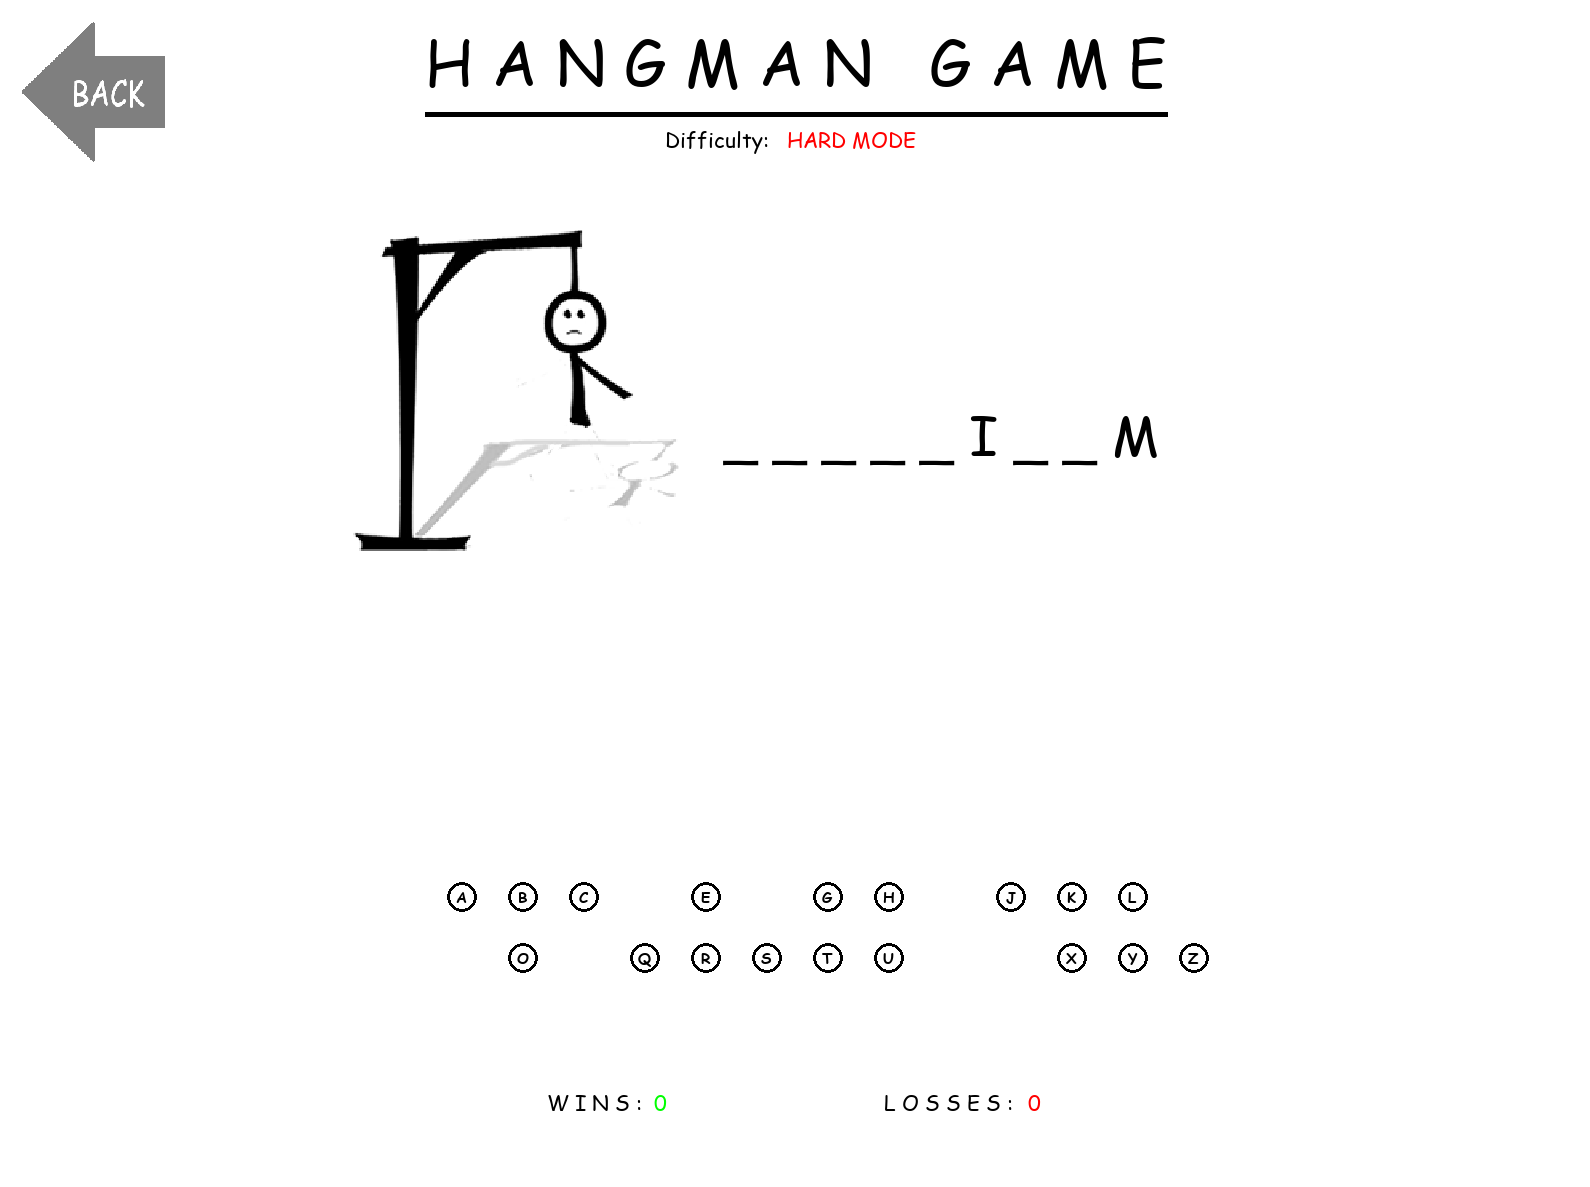 BACK
HANGMAN GAME
Difficulty: HARD MODE
_ _ _ _ _ I _ _ M
A B C E G H J K L
O Q R S T U X Y Z
WINS: 0 LOSSES: 0